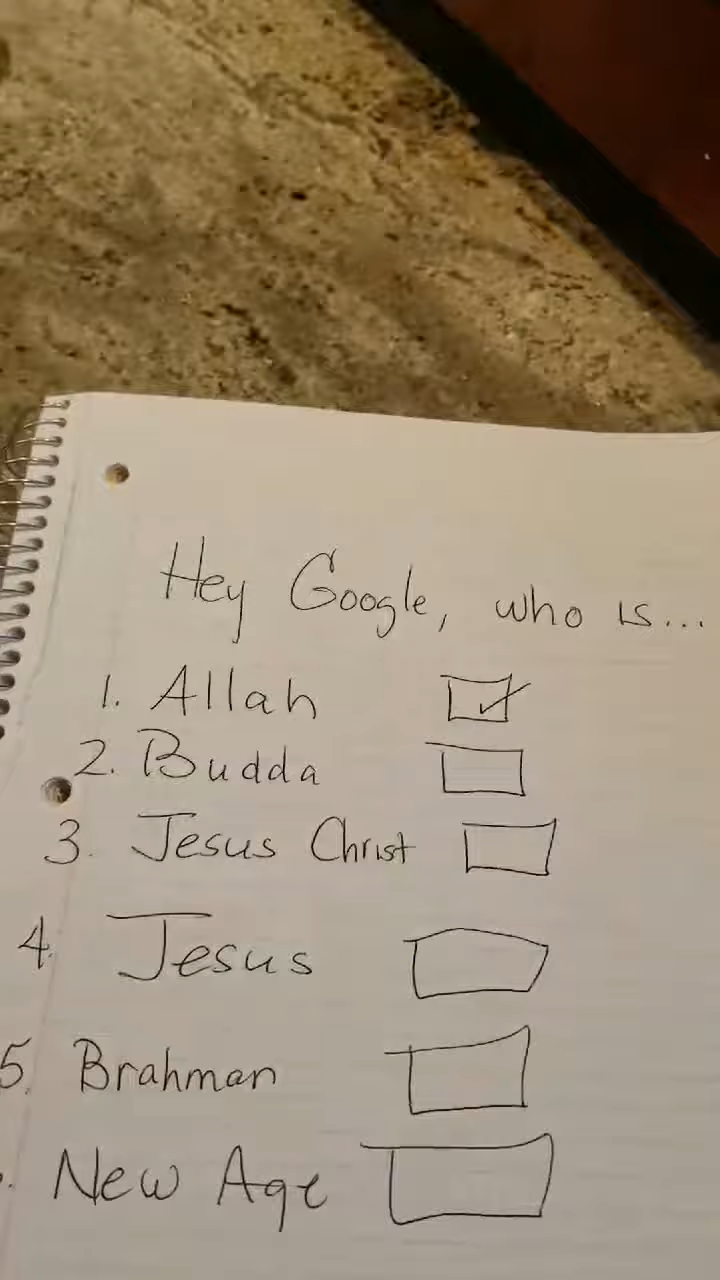 Hey Google, who is...
1. Allah
2. Budda
3. Jesus Christ
4. Jesus
5. Brahman
. New Age